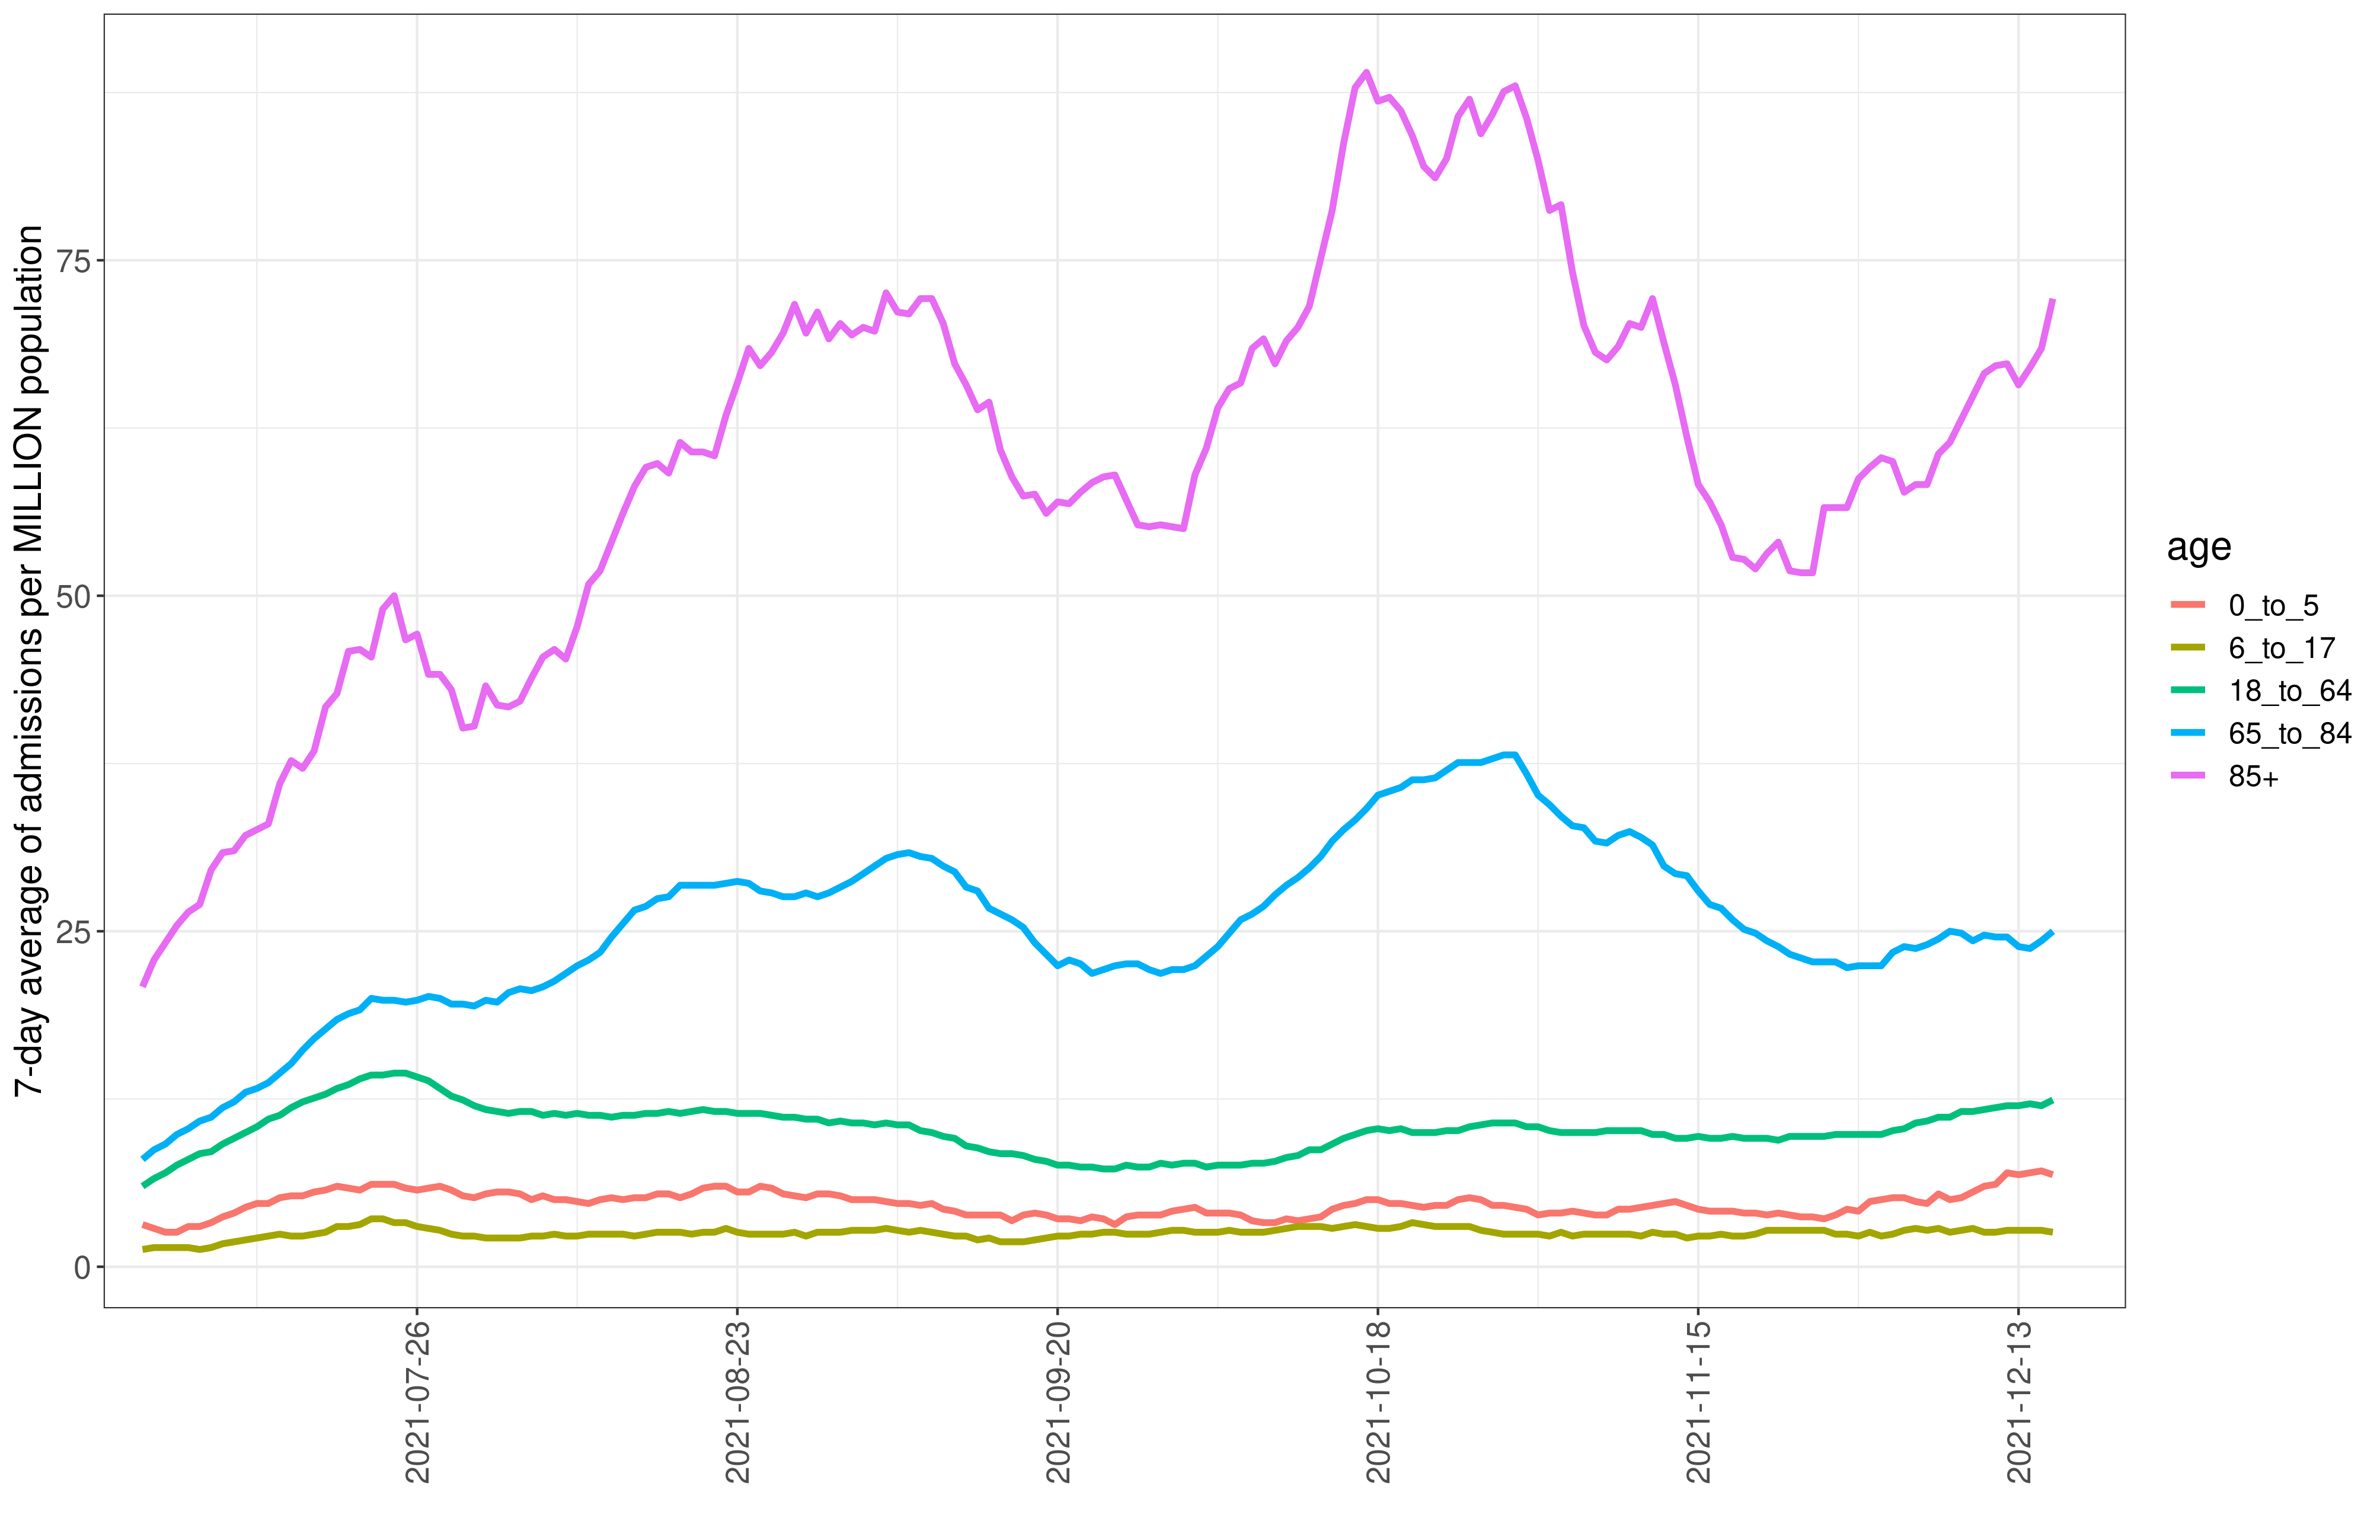 7-day average of admissions per MILLION population
75
50
25
0
2021-07-26
2021-08-23
2021-09-20
2021-10-18
2021-11-15
2021-12-13
age
0_to_5
6_to_17
18_to_64
65_to_84
85+